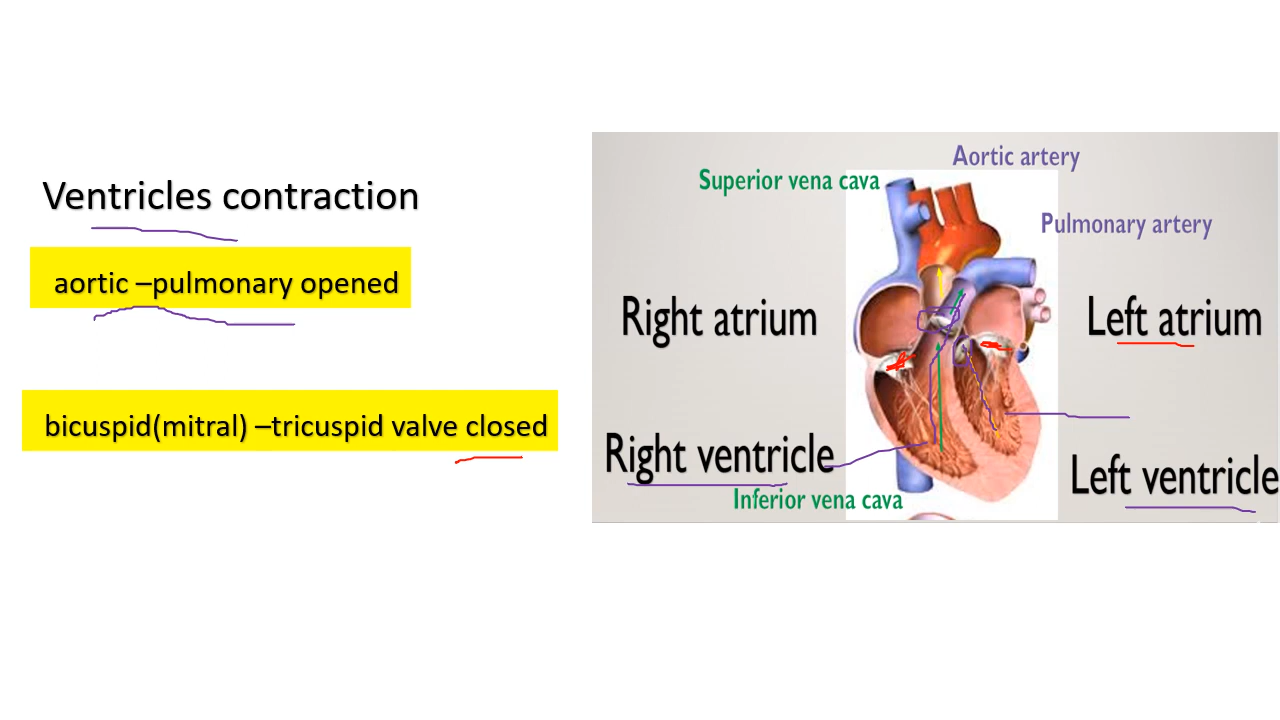 Ventricles contraction
aortic –pulmonary opened
bicuspid(mitral) –tricuspid valve closed
Aortic artery
Superior vena cava
Pulmonary artery
Right atrium
Left atrium
Right ventricle
Left ventricle
Inferior vena cava